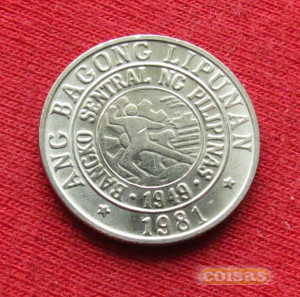 ANG BAGONG LIPUNAN
BANGKO SENTRAL NG PILIPINAS
1949
1981
coisas